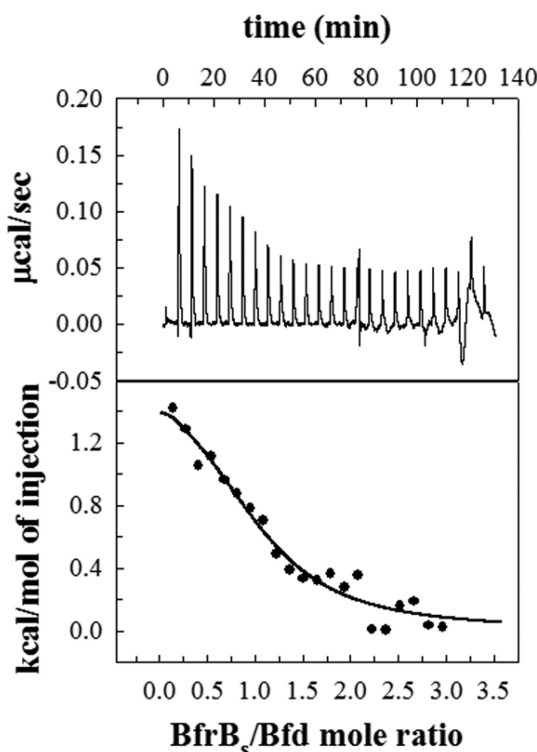 time (min)
0 20 40 60 80 100 120 140
0.20
0.15
0.10
0.05
0.00
-0.05
μcal/sec
1.2
0.8
0.4
0.0
kcal/mol of injection
0.0 0.5 1.0 1.5 2.0 2.5 3.0 3.5
BfrBs/Bfd mole ratio